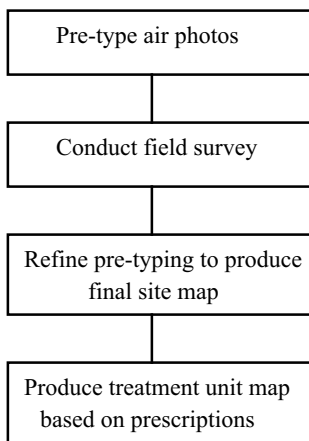 Pre-type air photos
Conduct field survey
Refine pre-typing to produce
final site map
Produce treatment unit map
based on prescriptions